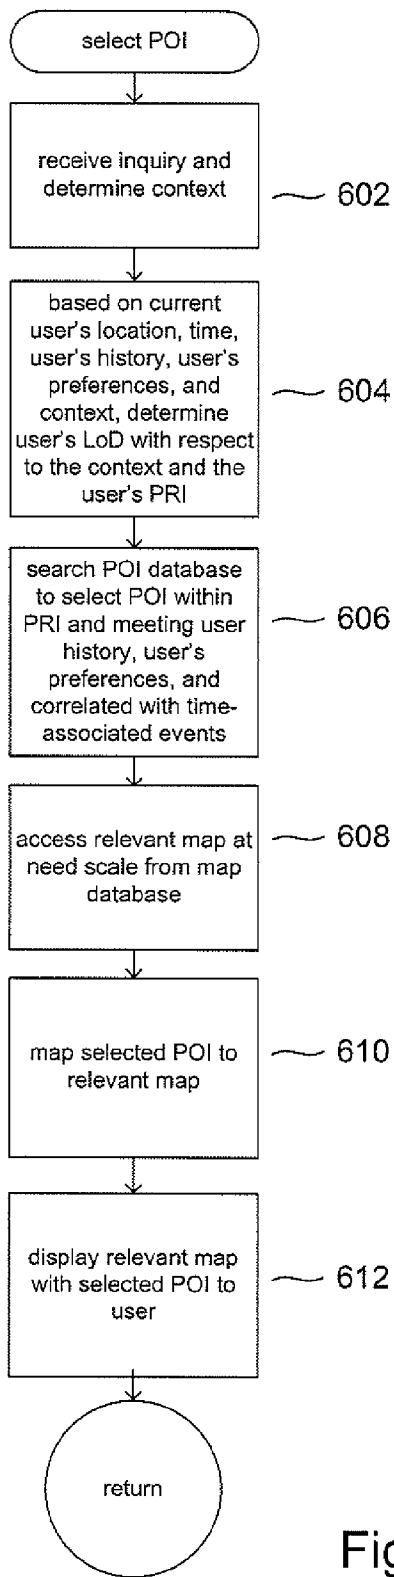 select POI
receive inquiry and
determine context
602
based on current
user's location, time,
user's history, user's
preferences, and
context, determine
user's LoD with respect
to the context and the
user's PRI
604
search POI database
to select POI within
PRI and meeting user
history, user's
preferences, and
correlated with time-
associated events
606
access relevant map at
need scale from map
database
608
map selected POI to
relevant map
610
display relevant map
with selected POI to
user
612
return
Fig